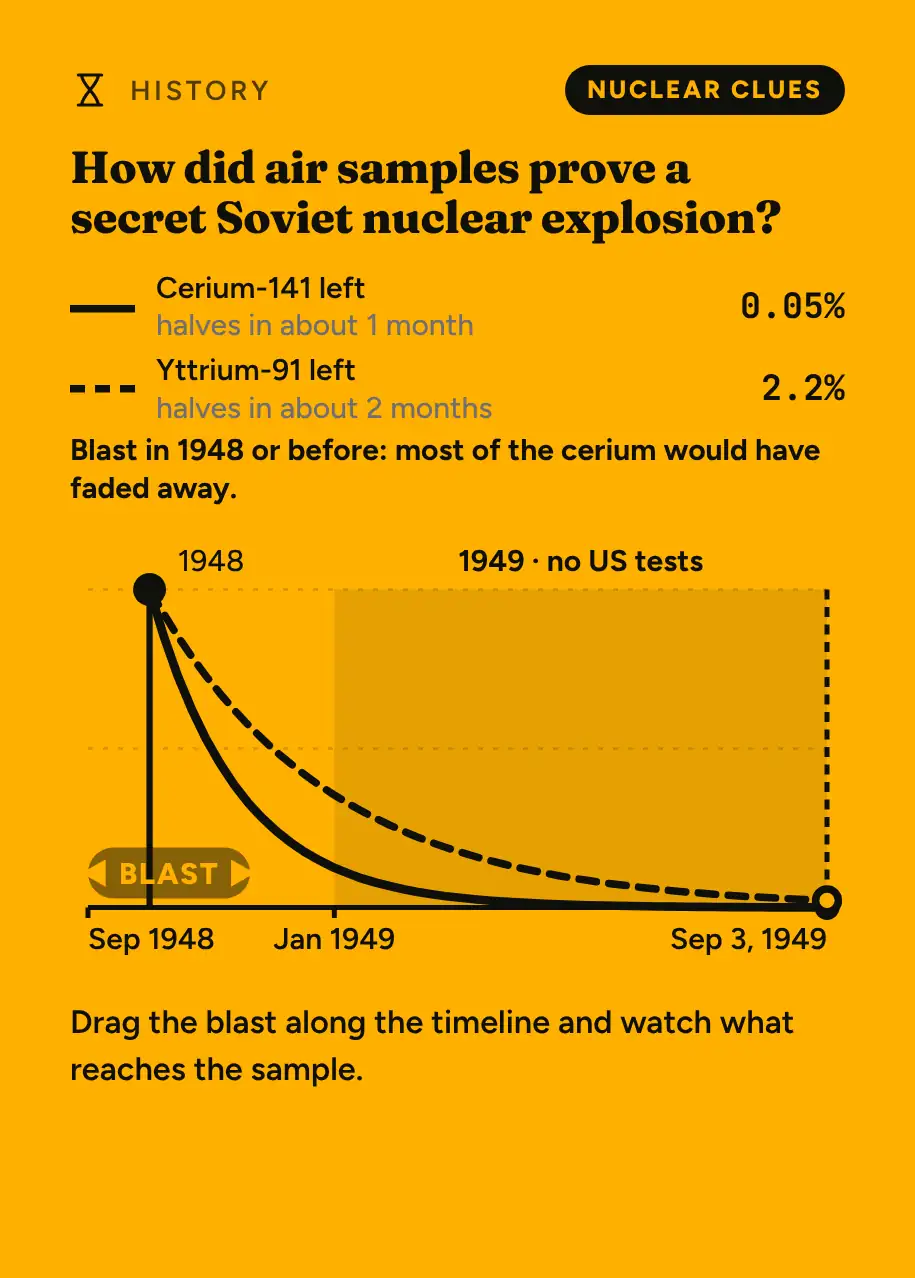 HISTORY
NUCLEAR CLUES
How did air samples prove a
secret Soviet nuclear explosion?
Cerium-141 left
halves in about 1 month
0.05%
Yttrium-91 left
halves in about 2 months
2.2%
Blast in 1948 or before: most of the cerium would have
faded away.
1948
1949 · no US tests
BLAST
Sep 1948
Jan 1949
Sep 3, 1949
Drag the blast along the timeline and watch what
reaches the sample.